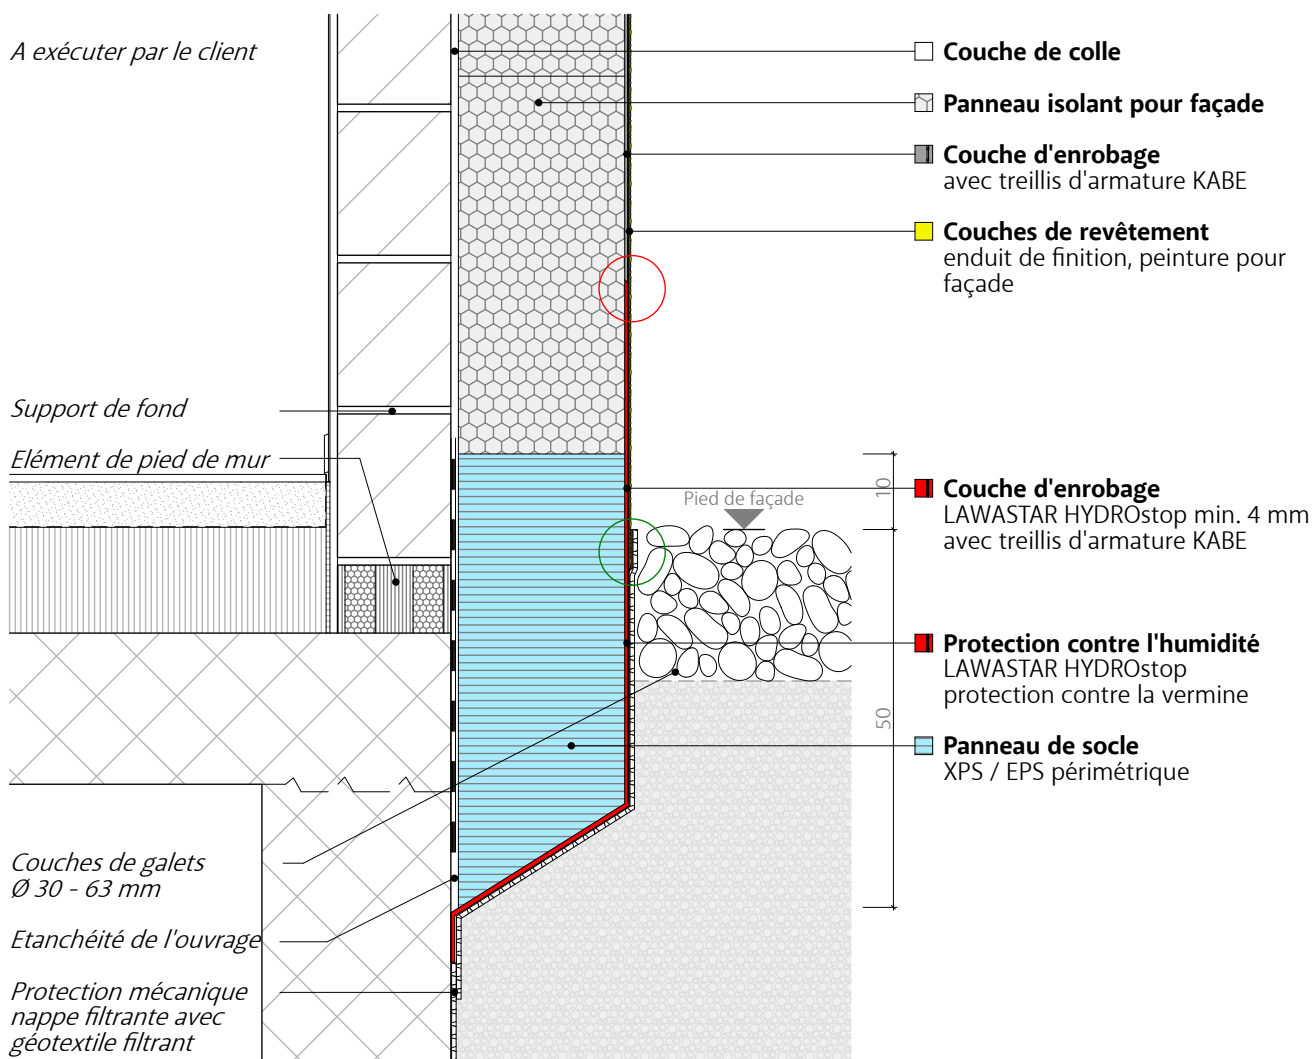 A exécuter par le client
Support de fond
Elément de pied de mur
Couches de galets
Ø 30 - 63 mm
Etanchéité de l'ouvrage
Protection mécanique
nappe filtrante avec
géotextile filtrant
Pied de façade
10
50
Couche de colle
Panneau isolant pour façade
Couche d'enrobage
avec treillis d'armature KABE
Couches de revêtement
enduit de finition, peinture pour
façade
Couche d'enrobage
LAWASTAR HYDROstop min. 4 mm
avec treillis d'armature KABE
Protection contre l'humidité
LAWASTAR HYDROstop
protection contre la vermine
Panneau de socle
XPS / EPS périmétrique